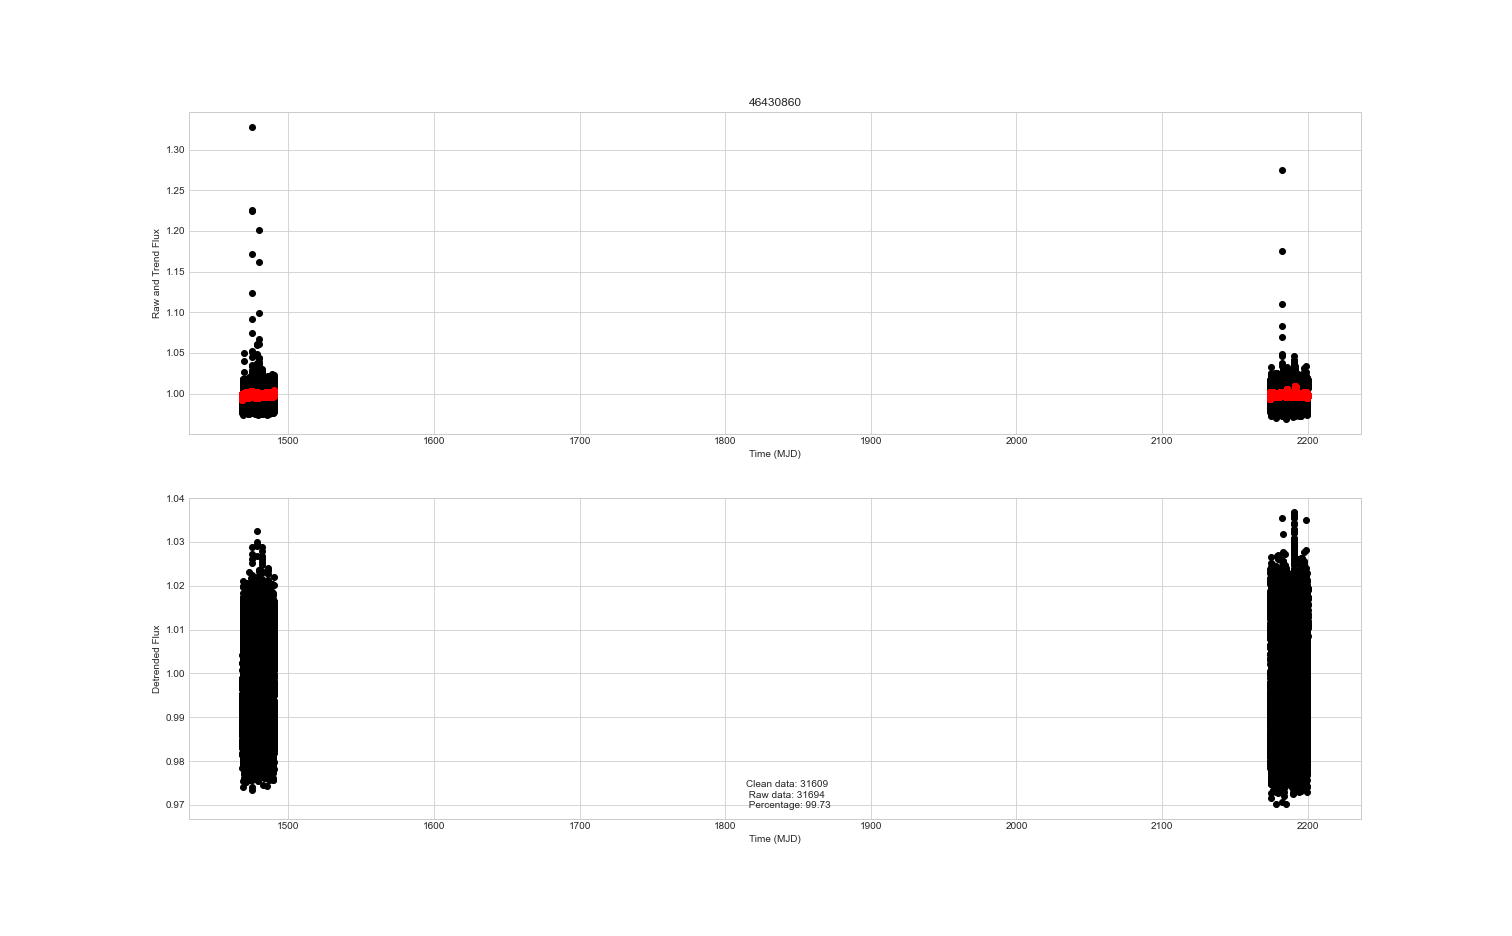 46430860
1.30
1.25
1.20
1.15
1.10
1.05
1.00
Raw and Trend Flux
1500 1600 1700 1800 1900 2000 2100 2200
Time (MJD)
1.04
1.03
1.02
1.01
1.00
0.99
0.98
0.97
Detrended Flux
Clean data: 31609
Raw data: 31694
Percentage: 99.73
1500 1600 1700 1800 1900 2000 2100 2200
Time (MJD)